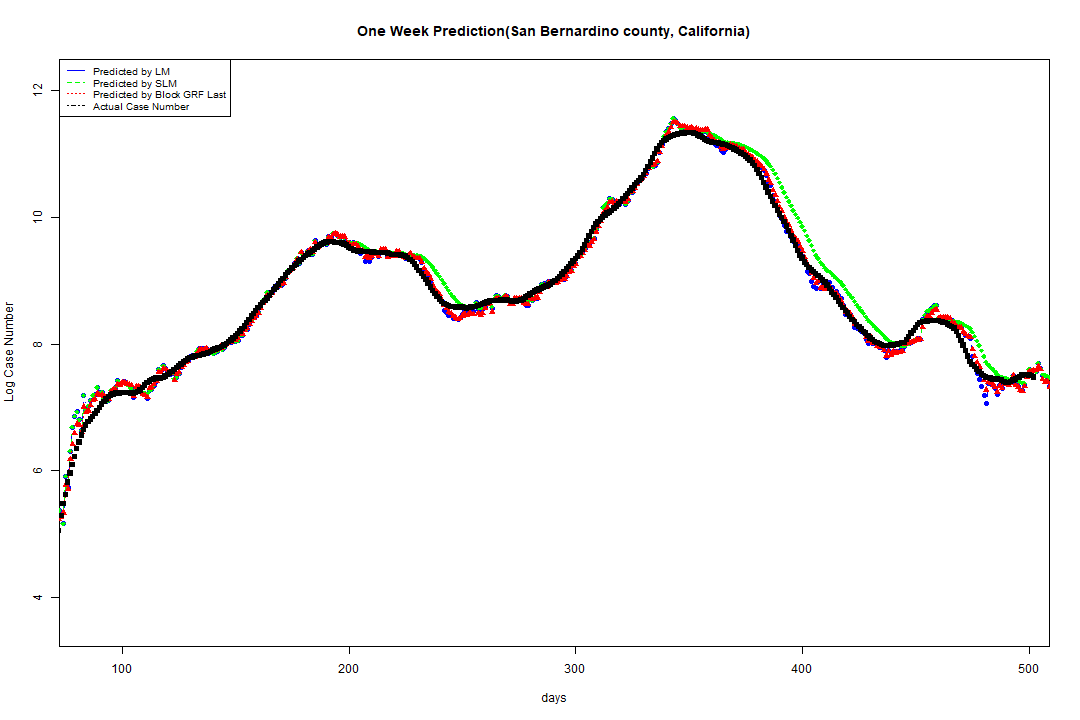 One Week Prediction(San Bernardino county, California)
Predicted by LM
Predicted by SLM
Predicted by Block GRF Last
Actual Case Number
Log Case Number
12
10
8
6
4
100 200 300 400 500
days